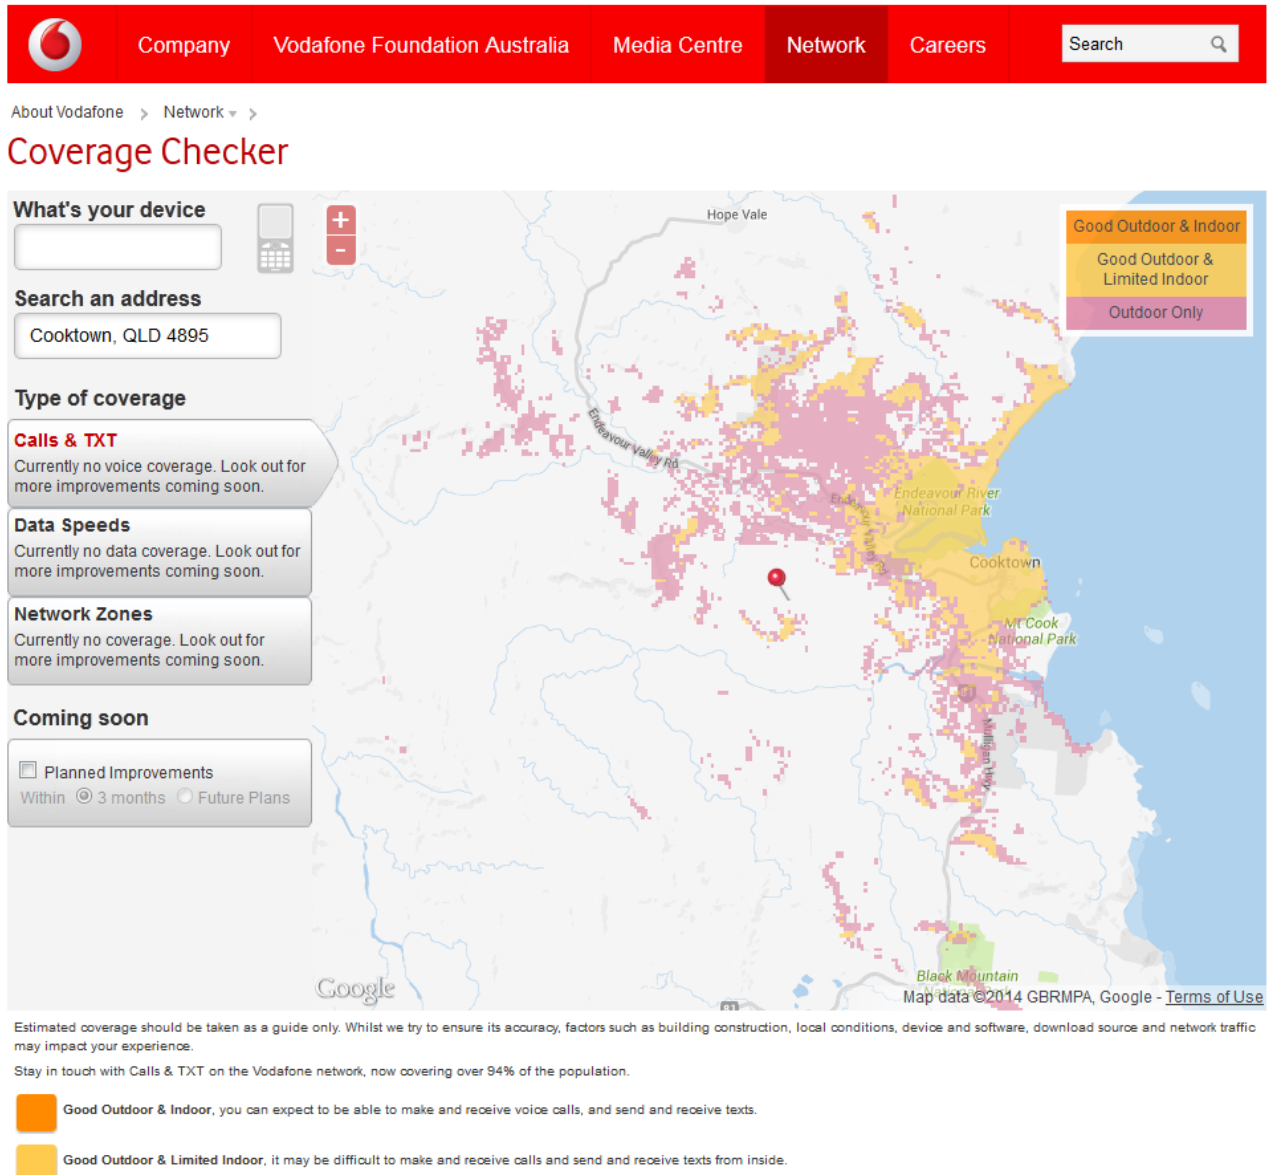 Company Vodafone Foundation Australia Media Centre Network Careers Search
About Vodafone Network
Coverage Checker
What's your device
Search an address
Cooktown, QLD 4895
Type of coverage
Calls & TXT
Currently no voice coverage. Look out for
more improvements coming soon.
Data Speeds
Currently no data coverage. Look out for
more improvements coming soon.
Network Zones
Currently no coverage. Look out for
more improvements coming soon.
Coming soon
Planned Improvements
Within 3 months Future Plans
+
-
Hope Vale
Good Outdoor & Indoor
Good Outdoor &
Limited Indoor
Outdoor Only
Endeavour Valley Rd
Endeavour River
National Park
Endeavour Valley Rd
Cooktown
Mt Cook
National Park
81
Mulligan Hwy
Black Mountain
National Park
81
Google
Map data ©2014 GBRMPA, Google - Terms of Use
Estimated coverage should be taken as a guide only. Whilst we try to ensure its accuracy, factors such as building construction, local conditions, device and software, download source and network traffic
may impact your experience.
Stay in touch with Calls & TXT on the Vodafone network, now covering over 94% of the population.
Good Outdoor & Indoor, you can expect to be able to make and receive voice calls, and send and receive texts.
Good Outdoor & Limited Indoor, it may be difficult to make and receive calls and send and receive texts from inside.